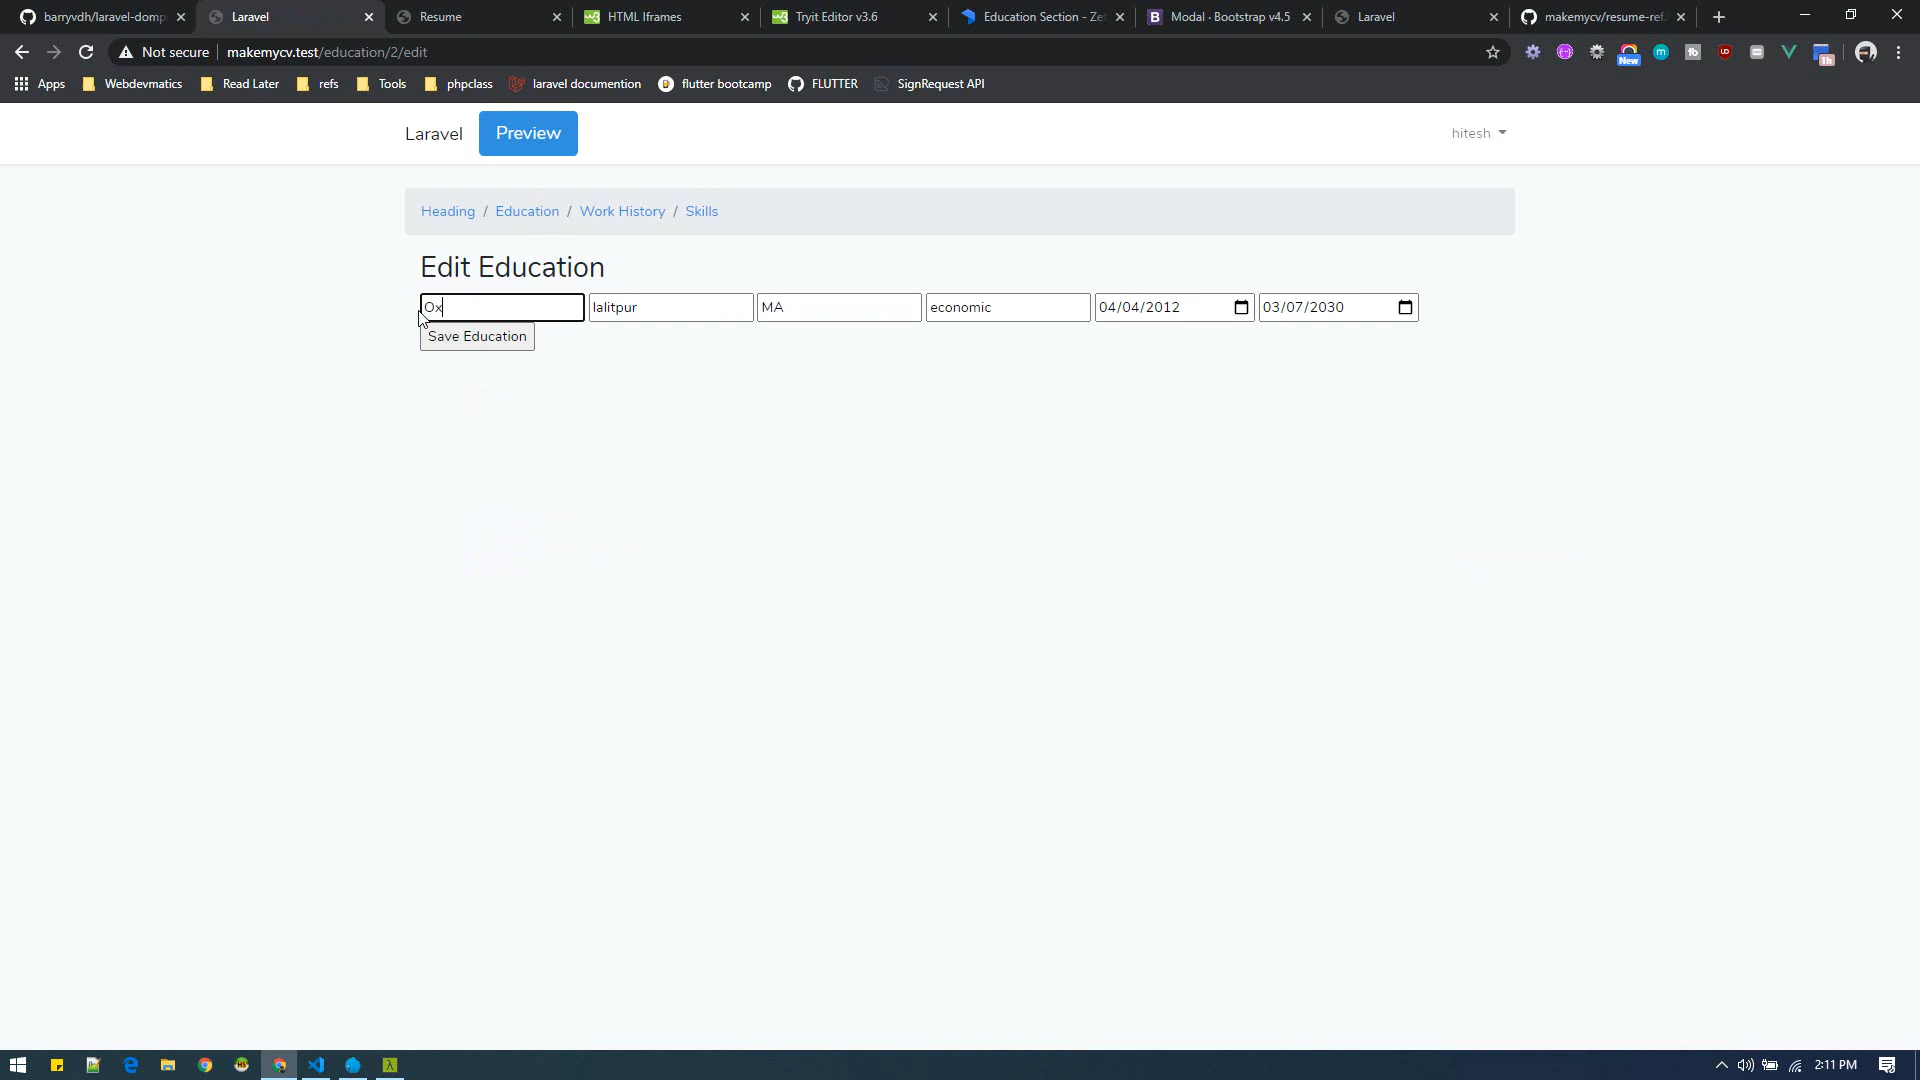 barryvdh/laravel-domp
Laravel
Resume
HTML Iframes
Tryit Editor v3.6
Education Section - Ze
Modal · Bootstrap v4.5
Laravel
makemycv/resume-ref
Not secure
makemycv.test/education/2/edit
New
1h
Apps
Webdevmatics
Read Later
refs
Tools
phpclass
laravel documention
flutter bootcamp
FLUTTER
SignRequest API
Laravel
Preview
hitesh
Heading / Education / Work History / Skills
Edit Education
Ox
lalitpur
MA
economic
04/04/2012
03/07/2030
Save Education
2:11 PM